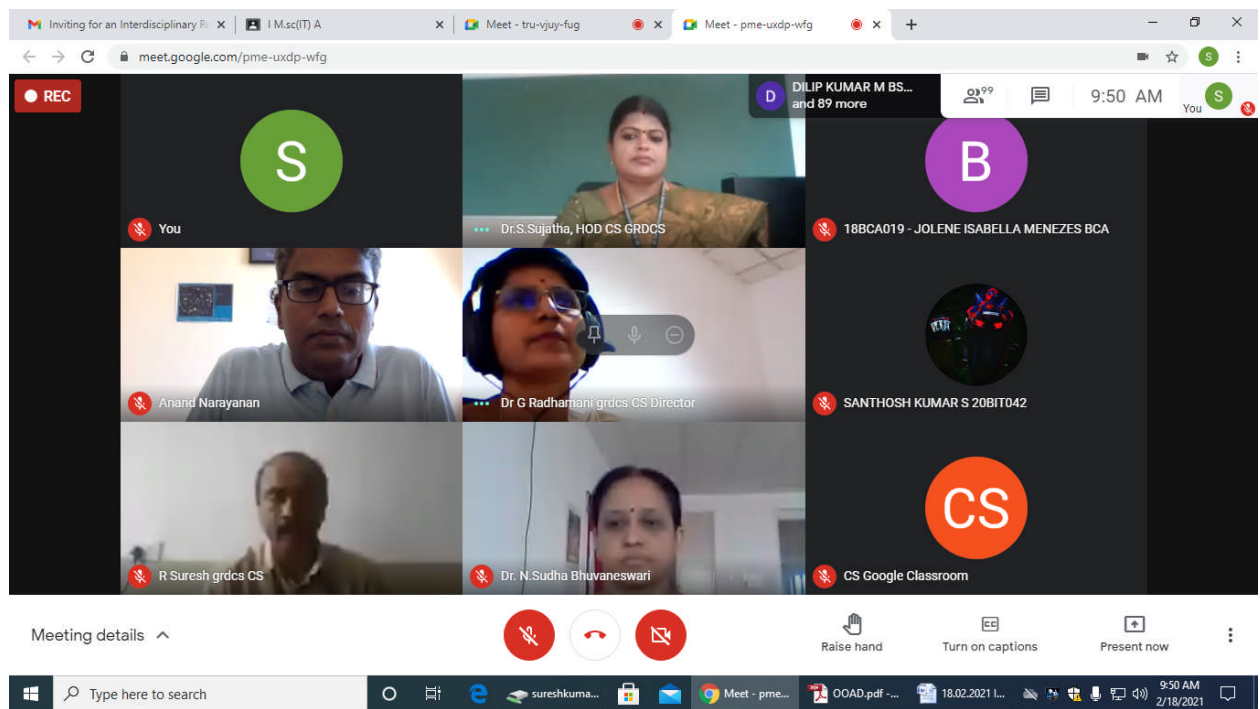 Inviting for an Interdisciplinary R
I M.sc(IT) A
Meet - tru-vjuy-fug
Meet - pme-uxdp-wfg
meet.google.com/pme-uxdp-wfg
S
REC
D
DILIP KUMAR M BS...
and 89 more
99
9:50 AM
You
S
S
You
Dr.S.Sujatha, HOD CS GRDCS
B
18BCA019 - JOLENE ISABELLA MENEZES BCA
Anand Narayanan
Dr G Radhamani grdcs CS Director
SANTHOSH KUMAR S 20BIT042
R Suresh grdcs CS
Dr. N.Sudha Bhuvaneswari
CS
CS Google Classroom
Meeting details
Raise hand
Turn on captions
Present now
Type here to search
sureshkuma...
Meet - pme...
OOAD.pdf -...
18.02.2021 I...
9:50 AM
2/18/2021